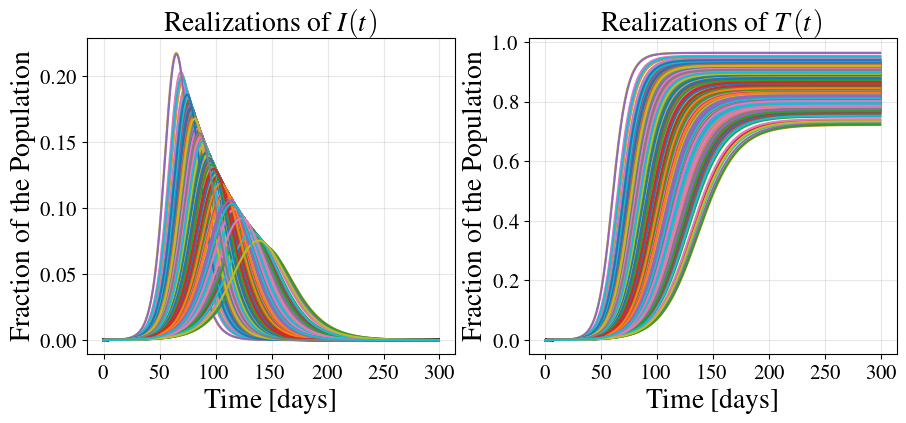 Realizations of I(t)
Fraction of the Population
0.20
0.15
0.10
0.05
0.00
0 50 100 150 200 250 300
Time [days]
Realizations of T(t)
Fraction of the Population
1.0
0.8
0.6
0.4
0.2
0.0
0 50 100 150 200 250 300
Time [days]